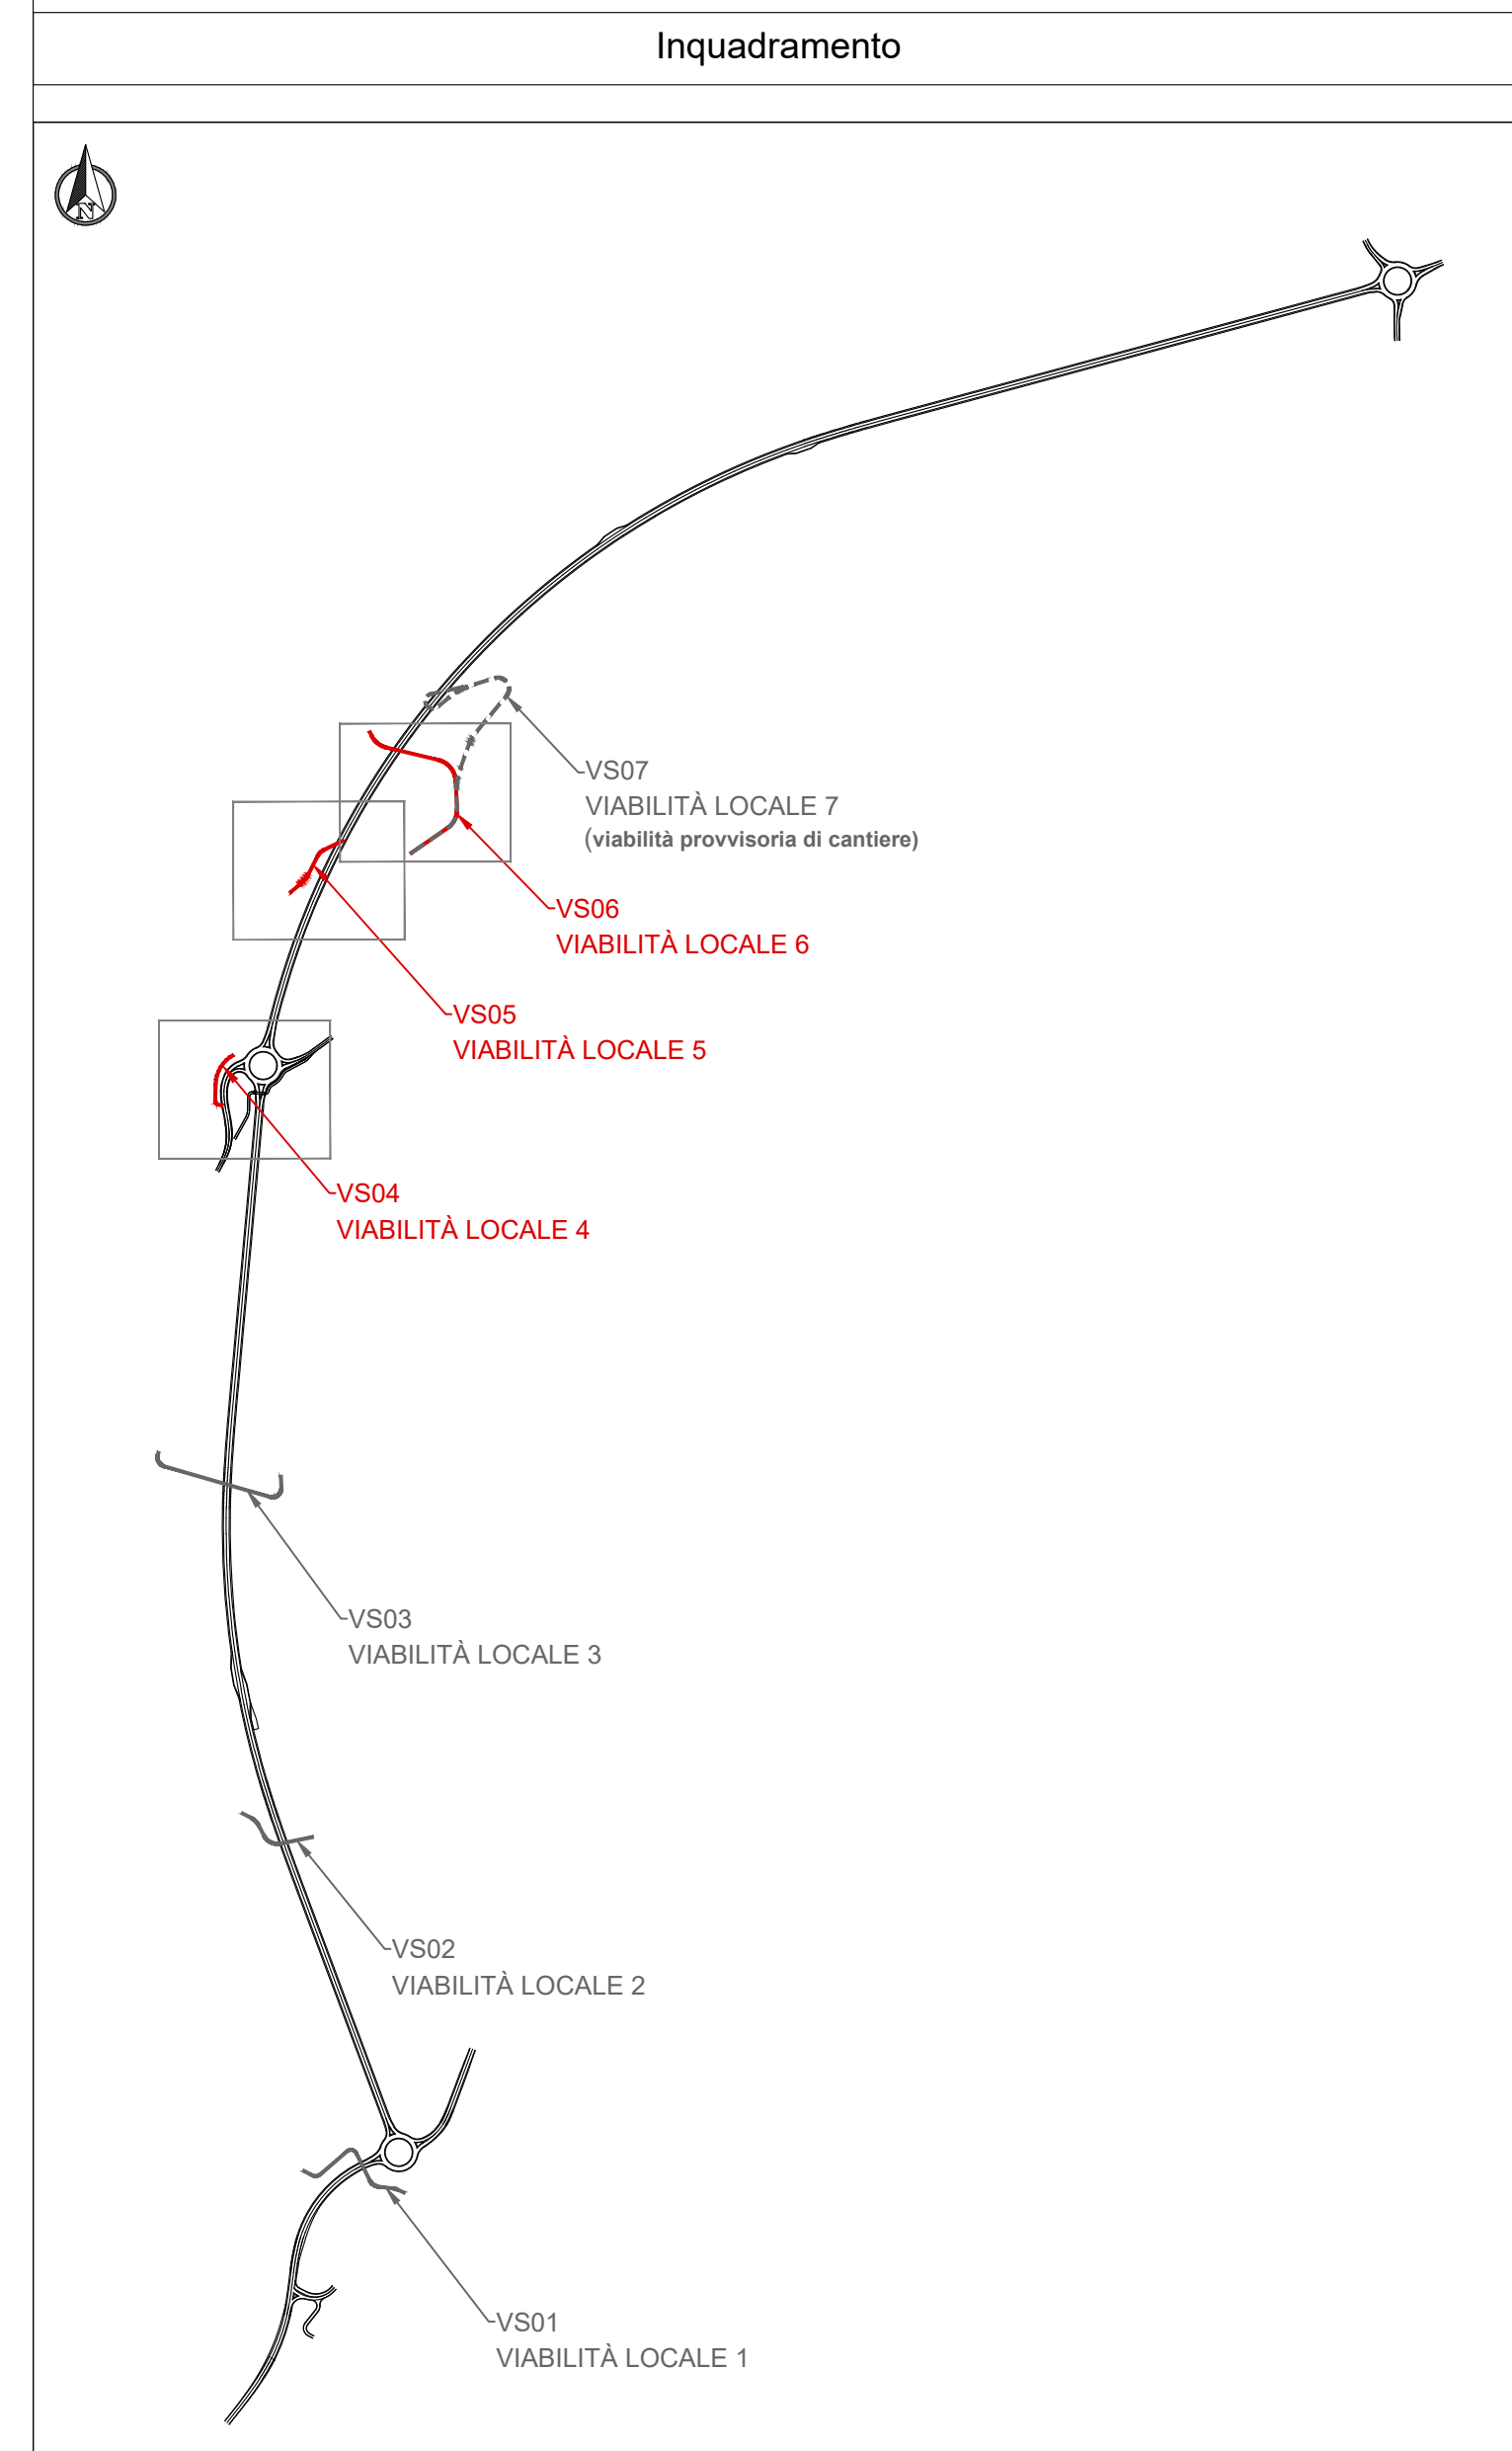 Inquadramento
N
VS07
VIABILITÀ LOCALE 7
(viabilità provvisoria di cantiere)
VS06
VIABILITÀ LOCALE 6
VS05
VIABILITÀ LOCALE 5
VS04
VIABILITÀ LOCALE 4
VS03
VIABILITÀ LOCALE 3
VS02
VIABILITÀ LOCALE 2
VS01
VIABILITÀ LOCALE 1